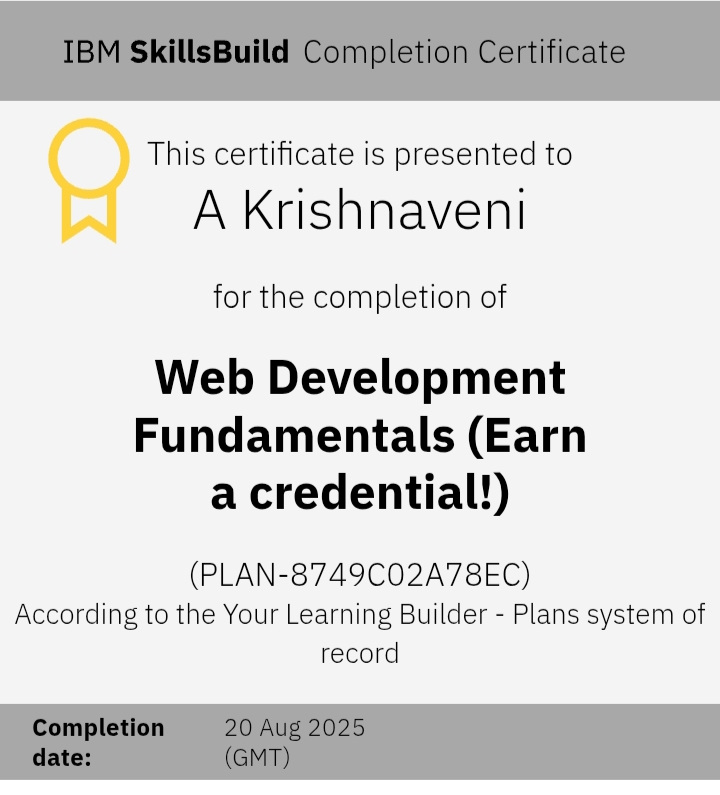 IBM SkillsBuild Completion Certificate
This certificate is presented to
A Krishnaveni
for the completion of
Web Development
Fundamentals (Earn
a credential!)
(PLAN-8749C02A78EC)
According to the Your Learning Builder - Plans system of
record
Completion
date:
20 Aug 2025
(GMT)